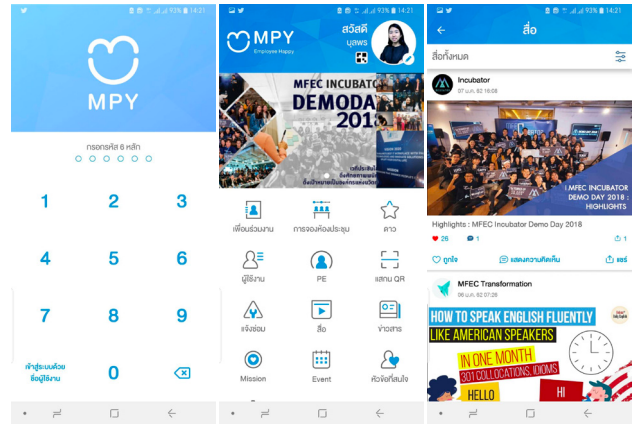 93% 14:21
MPY
กรอกรหัส 6 หลัก
1 2 3
4 5 6
7 8 9
เข้าสู่ระบบด้วย
ชื่อผู้ใช้งาน
0
93% 14:21
MPY
Employee Happy
สวัสดี
บุลพร
MFEC INCUBATO
DEMODA
2018
เพื่อนร่วมงาน การจองห้องประชุม ดาว
ผู้ใช้งาน PE แสกน QR
แจ้งซ่อม สื่อ ข่าวสาร
Mission Event หัวข้อที่สนใจ
93% 14:21
สื่อ
สื่อทั้งหมด
Incubator
07 ม.ค. 62 16:08
MFEC INCUBATOR
DEMO DAY 2018 :
HIGHLIGHTS
Highlights : MFEC Incubator Demo Day 2018
26 1 1
ถูกใจ แสดงความคิดเห็น แชร์
MFEC Transformation
06 ม.ค. 62 07:28
HOW TO SPEAK ENGLISH FLUENTLY
LIKE AMERICAN SPEAKERS
IN ONE MONTH
301 COLLOCATIONS, IDIOMS
HELLO
HI